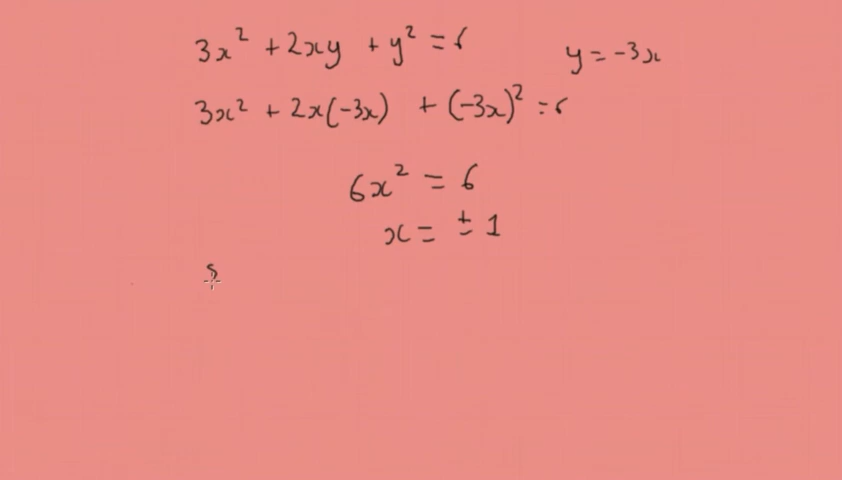 3x² + 2xy + y² = 6 y = -3x
3x² + 2x(-3x) + (-3x)² = 6
6x² = 6
x = ± 1
s